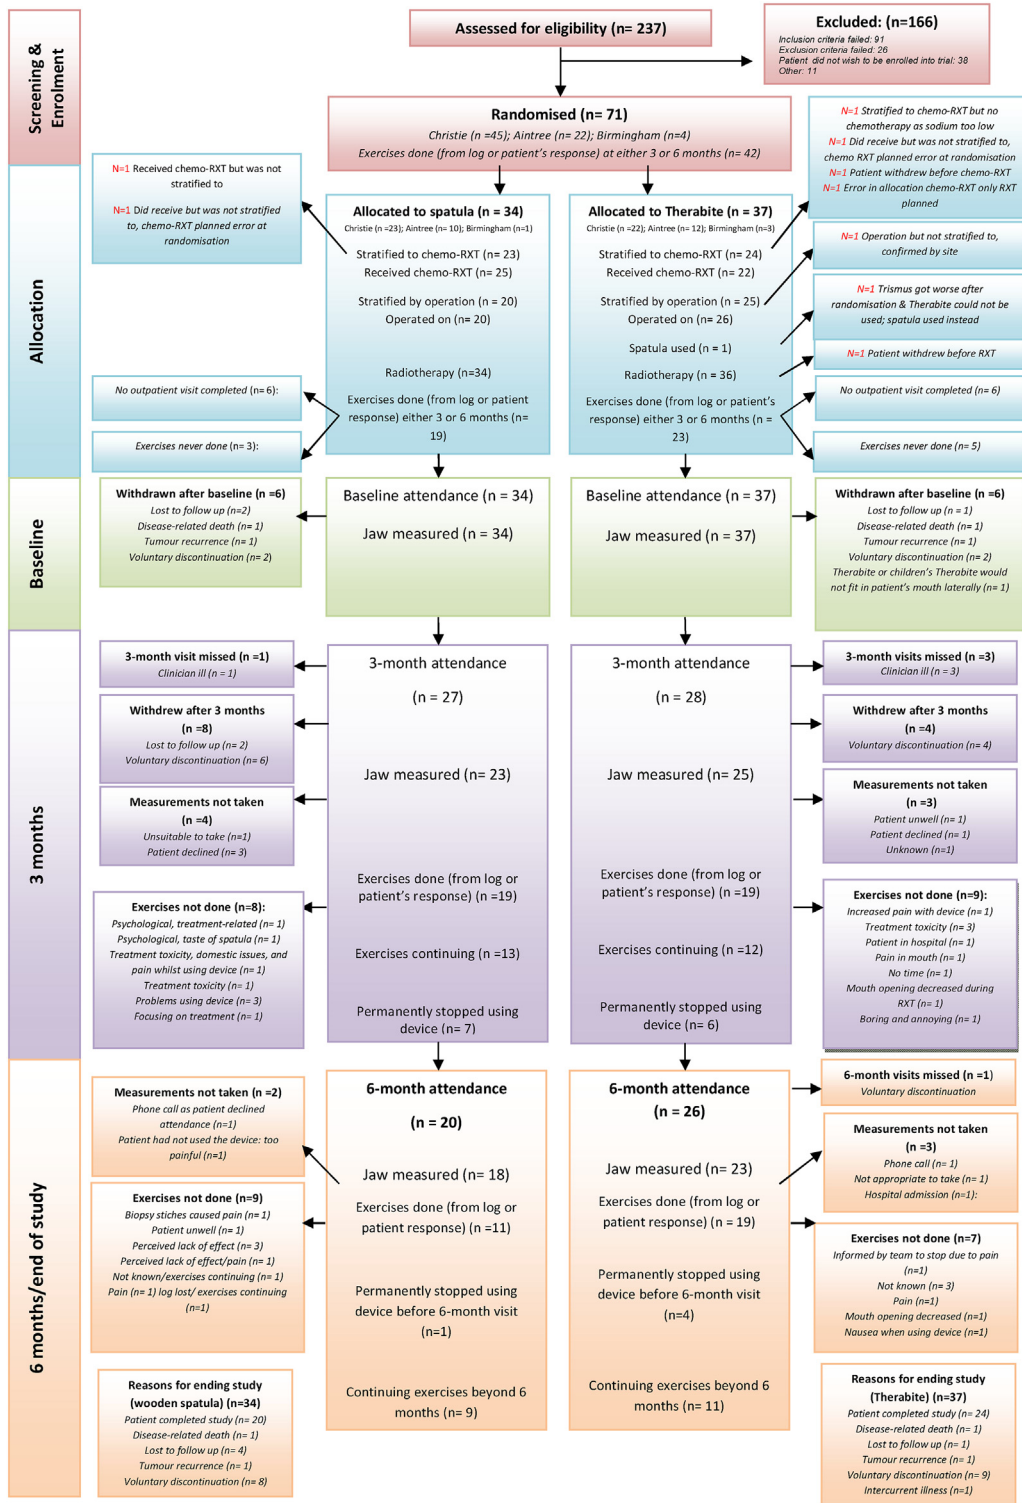 Screening &
Enrolment
Assessed for eligibility (n= 237)
Excluded: (n=166)
Inclusion criteria failed: 91
Exclusion criteria failed: 26
Patient did not wish to be enrolled into trial: 38
Other: 11
Randomised (n= 71)
Christie (n =45); Aintree (n= 22); Birmingham (n=4)
Exercises done (from log or patient's response) at either 3 or 6 months (n= 42)
Allocation
N=1 Received chemo-RXT but was not
stratified to
N=1 Did receive but was not stratified
to, chemo-RXT planned error at
randomisation
Allocated to spatula (n = 34)
Christie (n =23); Aintree (n= 10); Birmingham (n=1)
Stratified to chemo-RXT (n= 23)
Received chemo-RXT (n= 25)
Stratified by operation (n = 20)
Operated on (n= 20)
Radiotherapy (n=34)
Exercises done (from log or patient
response) either 3 or 6 months (n=
19)
No outpatient visit completed (n= 6):
Exercises never done (n= 3):
Allocated to Therabite (n = 37)
Christie (n =22); Aintree (n= 12); Birmingham (n=3)
Stratified to chemo-RXT (n= 24)
Received chemo-RXT (n= 22)
Stratified by operation (n= 25)
Operated on (n= 26)
Spatula used (n = 1)
Radiotherapy (n = 36)
Exercises done (from log or patient's
response) either 3 or 6 months (n =
23)
N=1 Stratified to chemo-RXT but no
chemotherapy as sodium too low
N=1 Did receive but was not stratified to,
chemo RXT planned error at randomisation
N=1 Patient withdrew before chemo-RXT
N=1 Error in allocation chemo-RXT only RXT
planned
N=1 Operation but not stratified to,
confirmed by site
N=1 Trismus got worse after
randomisation & Therabite could not be
used; spatula used instead
N=1 Patient withdrew before RXT
No outpatient visit completed (n =6)
Exercises never done (n= 5)
Baseline
Withdrawn after baseline (n =6)
Lost to follow up (n=2)
Disease-related death (n= 1)
Tumour recurrence (n= 1)
Voluntary discontinuation (n= 2)
Baseline attendance (n = 34)
Jaw measured (n = 34)
Baseline attendance (n = 37)
Jaw measured (n = 37)
Withdrawn after baseline (n =6)
Lost to follow up (n = 1)
Disease-related death (n= 1)
Tumour recurrence (n= 1)
Voluntary discontinuation (n= 2)
Therabite or children's Therabite would
not fit in patient's mouth laterally (n= 1)
3 months
3-month visit missed (n =1)
Clinician ill (n = 1)
Withdrew after 3 months
(n =8)
Lost to follow up (n= 2)
Voluntary discontinuation (n= 6)
Measurements not taken
(n =4)
Unsuitable to take (n=1)
Patient declined (n= 3)
Exercises not done (n=8):
Psychological, treatment-related (n= 1)
Psychological, taste of spatula (n= 1)
Treatment toxicity, domestic issues, and
pain whilst using device (n= 1)
Treatment toxicity (n= 1)
Problems using device (n= 3)
Focusing on treatment (n= 1)
3-month attendance
(n = 27)
Jaw measured (n= 23)
Exercises done (from log or
patient's response) (n =19)
Exercises continuing (n =13)
Permanently stopped using
device (n= 7)
3-month attendance
(n = 28)
Jaw measured (n= 25)
Exercises done (from log or
patient's response) (n =19)
Exercises continuing (n =12)
Permanently stopped using
device (n= 6)
3-month visits missed (n =3)
Clinician ill (n = 3)
Withdrew after 3 months
(n =4)
Voluntary discontinuation (n= 4)
Measurements not taken
(n =3)
Patient unwell (n= 1)
Patient declined (n= 1)
Unknown (n=1)
Exercises not done (n=9):
Increased pain with device (n= 1)
Treatment toxicity (n= 3)
Patient in hospital (n= 1)
Pain in mouth (n= 1)
No time (n= 1)
Mouth opening decreased during
RXT (n= 1)
Boring and annoying (n= 1)
6 months/end of study
Measurements not taken (n =2)
Phone call as patient declined
attendance (n=1)
Patient had not used the device: too
painful (n=1)
Exercises not done (n=9)
Biopsy stiches caused pain (n= 1)
Patient unwell (n= 1)
Perceived lack of effect (n= 3)
Perceived lack of effect/pain (n= 1)
Not known/exercises continuing (n= 1)
Pain (n= 1) log lost/ exercises continuing
(n=1)
Reasons for ending study
(wooden spatula) (n=34)
Patient completed study (n= 20)
Disease-related death (n= 1)
Lost to follow up (n= 4)
Tumour recurrence (n= 1)
Voluntary discontinuation (n= 8)
6-month attendance
(n = 20)
Jaw measured (n= 18)
Exercises done (from log or
patient response) (n =11)
Permanently stopped using
device before 6-month visit
(n=1)
Continuing exercises beyond 6
months (n= 9)
6-month attendance
(n = 26)
Jaw measured (n= 23)
Exercises done (from log or
patient response) (n = 19)
Permanently stopped using
device before 6-month visit
(n=4)
Continuing exercises beyond 6
months (n= 11)
6-month visits missed (n =1)
Voluntary discontinuation
Measurements not taken
(n =3)
Phone call (n= 1)
Not appropriate to take (n= 1)
Hospital admission (n=1):
Exercises not done (n=7)
Informed by team to stop due to pain
(n=1)
Not known (n= 3)
Pain (n=1)
Mouth opening decreased (n=1)
Nausea when using device (n=1)
Reasons for ending study
(Therabite) (n=37)
Patient completed study (n= 24)
Disease-related death (n= 1)
Lost to follow up (n= 1)
Tumour recurrence (n= 1)
Voluntary discontinuation (n= 9)
Intercurrent illness (n=1)